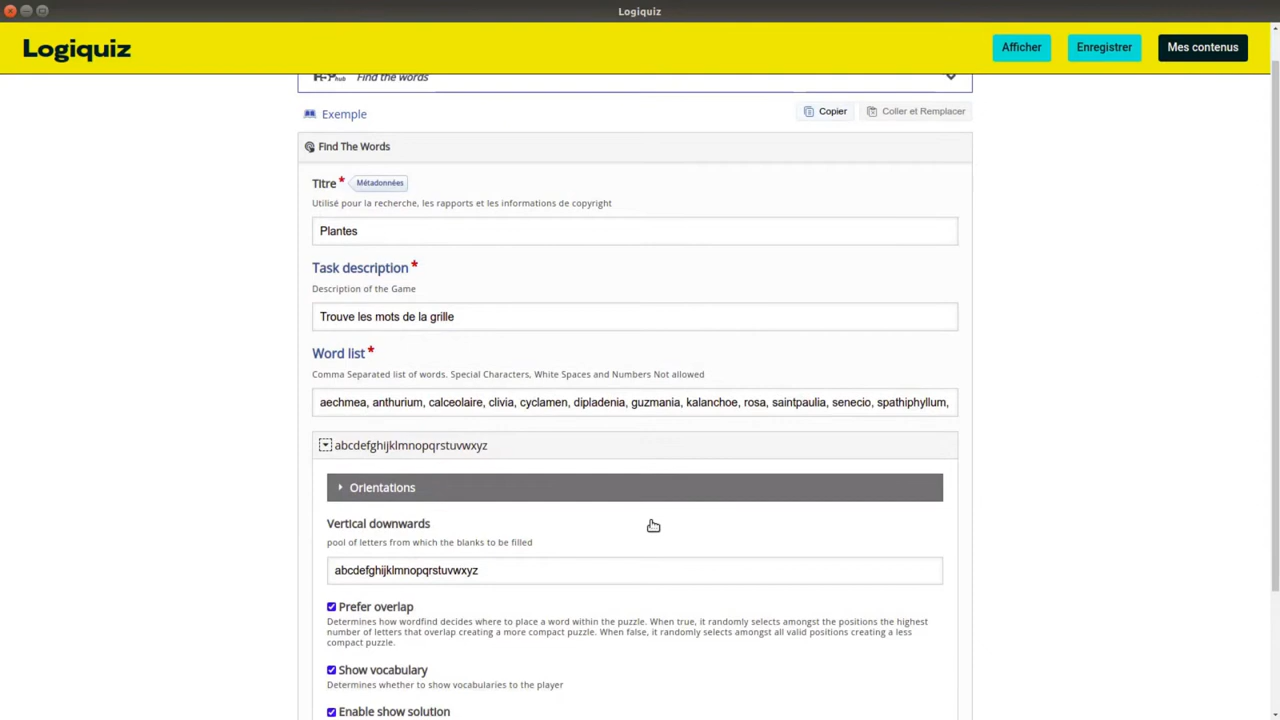 Logiquiz
Logiquiz
Afficher
Enregistrer
Mes contenus
Find the words
Exemple
Copier
Coller et Remplacer
Find The Words
Titre*
Métadonnées
Utilisé pour la recherche, les rapports et les informations de copyright
Plantes
Task description*
Description of the Game
Trouve les mots de la grille
Word list*
Comma Separated list of words. Special Characters, White Spaces and Numbers Not allowed
aechmea, anthurium, calceolaire, clivia, cyclamen, dipladenia, guzmania, kalanchoe, rosa, saintpaulia, senecio, spathiphyllum,
abcdefghijklmnopqrstuvwxyz
Orientations
Vertical downwards
pool of letters from which the blanks to be filled
abcdefghijklmnopqrstuvwxyz
Prefer overlap
Determines how wordfind decides where to place a word within the puzzle. When true, it randomly selects amongst the positions the highest
number of letters that overlap creating a more compact puzzle. When false, it randomly selects amongst all valid positions creating a less
compact puzzle.
Show vocabulary
Determines whether to show vocabularies to the player
Enable show solution